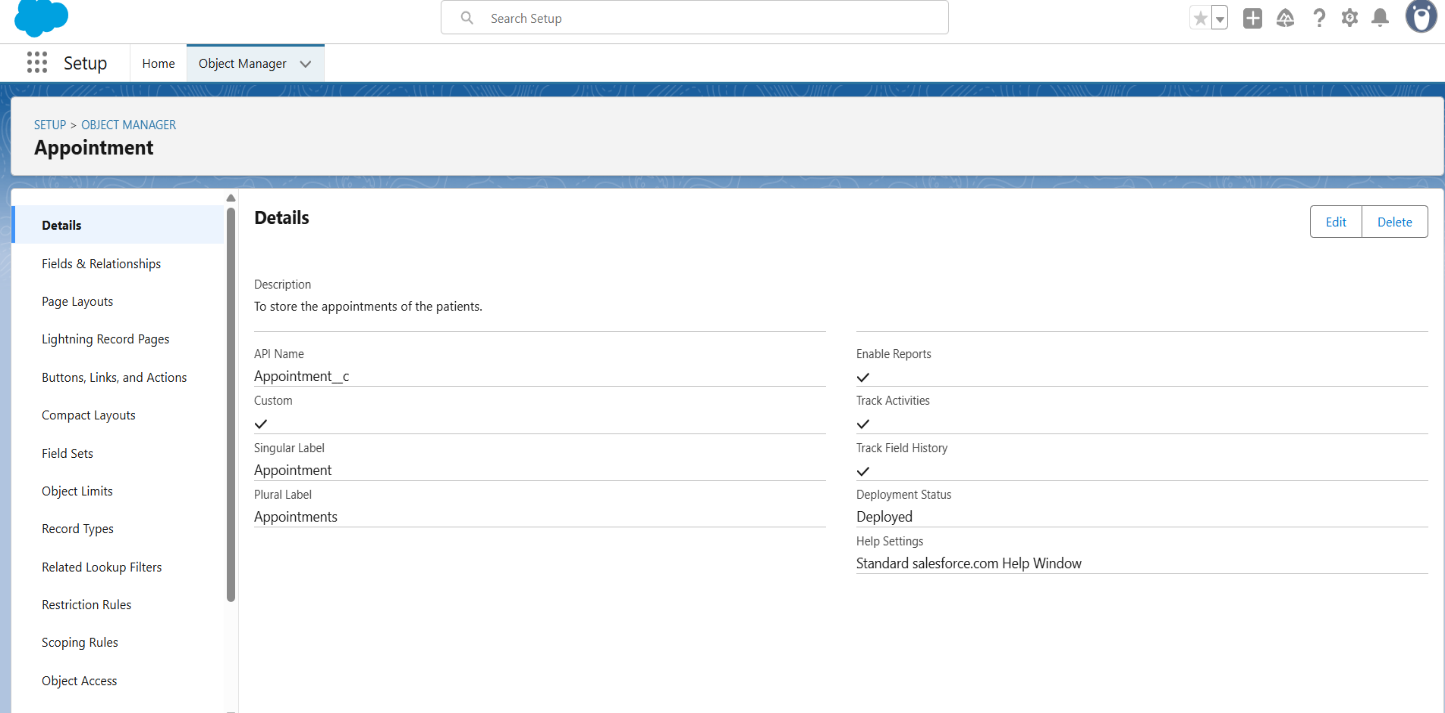 Search Setup
Setup
Home
Object Manager
SETUP > OBJECT MANAGER
Appointment
Details
Fields & Relationships
Page Layouts
Lightning Record Pages
Buttons, Links, and Actions
Compact Layouts
Field Sets
Object Limits
Record Types
Related Lookup Filters
Restriction Rules
Scoping Rules
Object Access
Details
Edit
Delete
Description
To store the appointments of the patients.
API Name
Appointment__c
Custom
Singular Label
Appointment
Plural Label
Appointments
Enable Reports
Track Activities
Track Field History
Deployment Status
Deployed
Help Settings
Standard salesforce.com Help Window